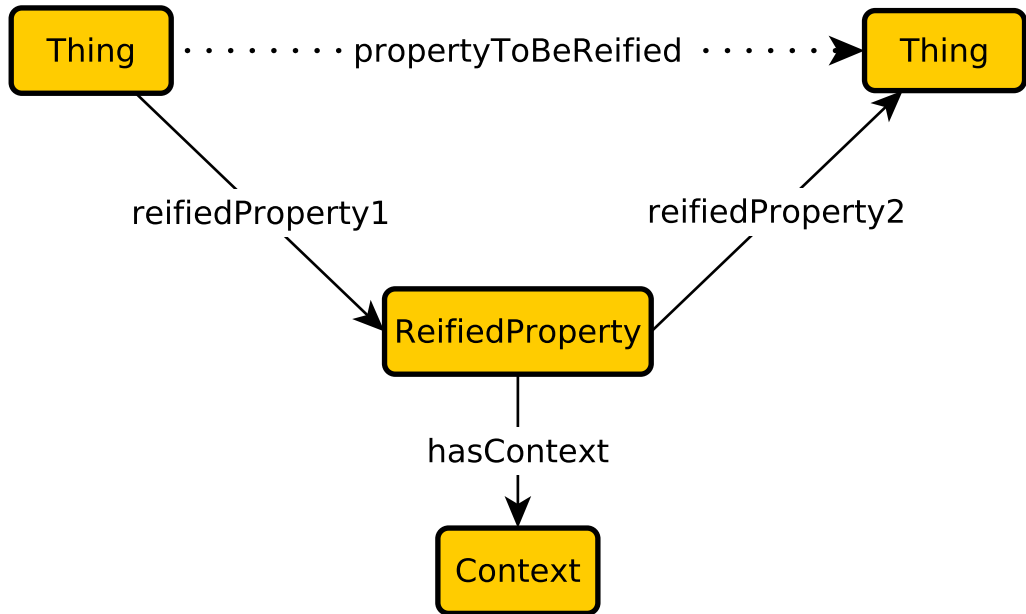 Thing
propertyToBeReified
Thing
reifiedProperty1
reifiedProperty2
ReifiedProperty
hasContext
Context